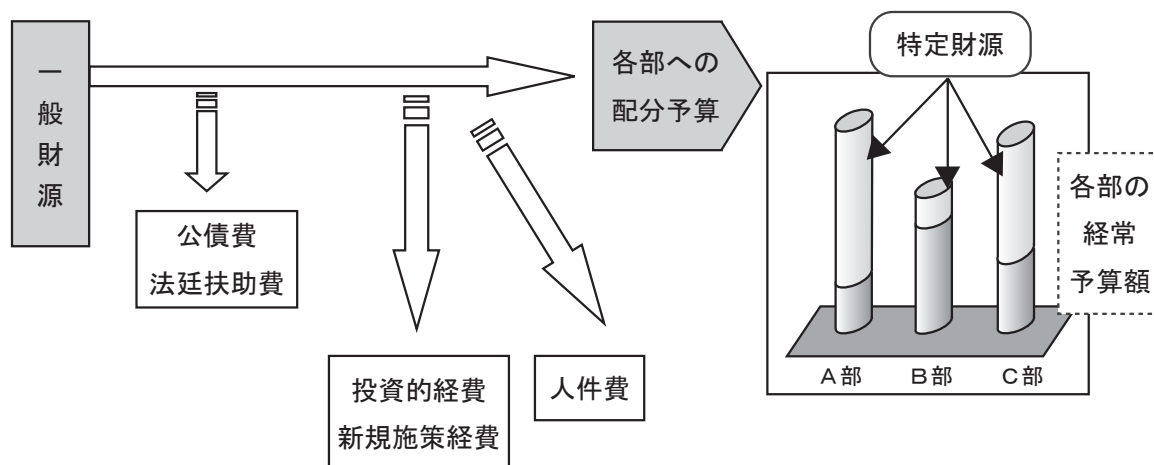 一般財源
各部への
配分予算
特定財源
各部の
経常
予算額
公債費
法廷扶助費
投資的経費
新規施策経費
人件費
A部 B部 C部